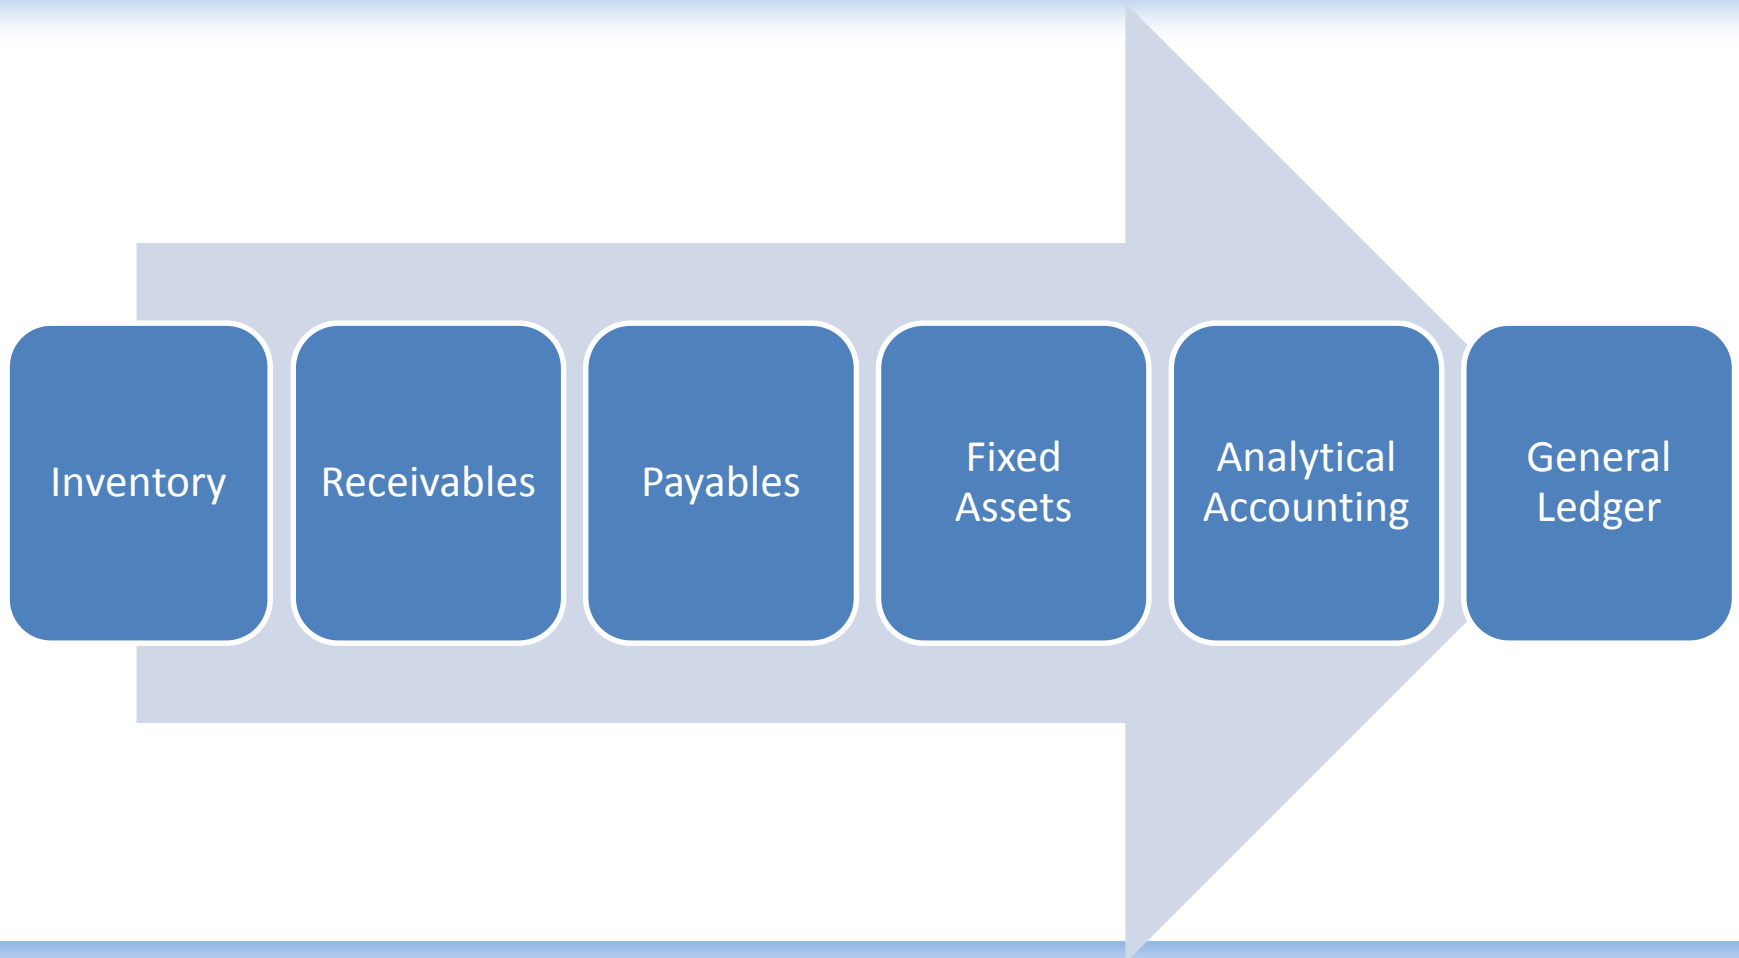 Inventory
Receivables
Payables
Fixed
Assets
Analytical
Accounting
General
Ledger